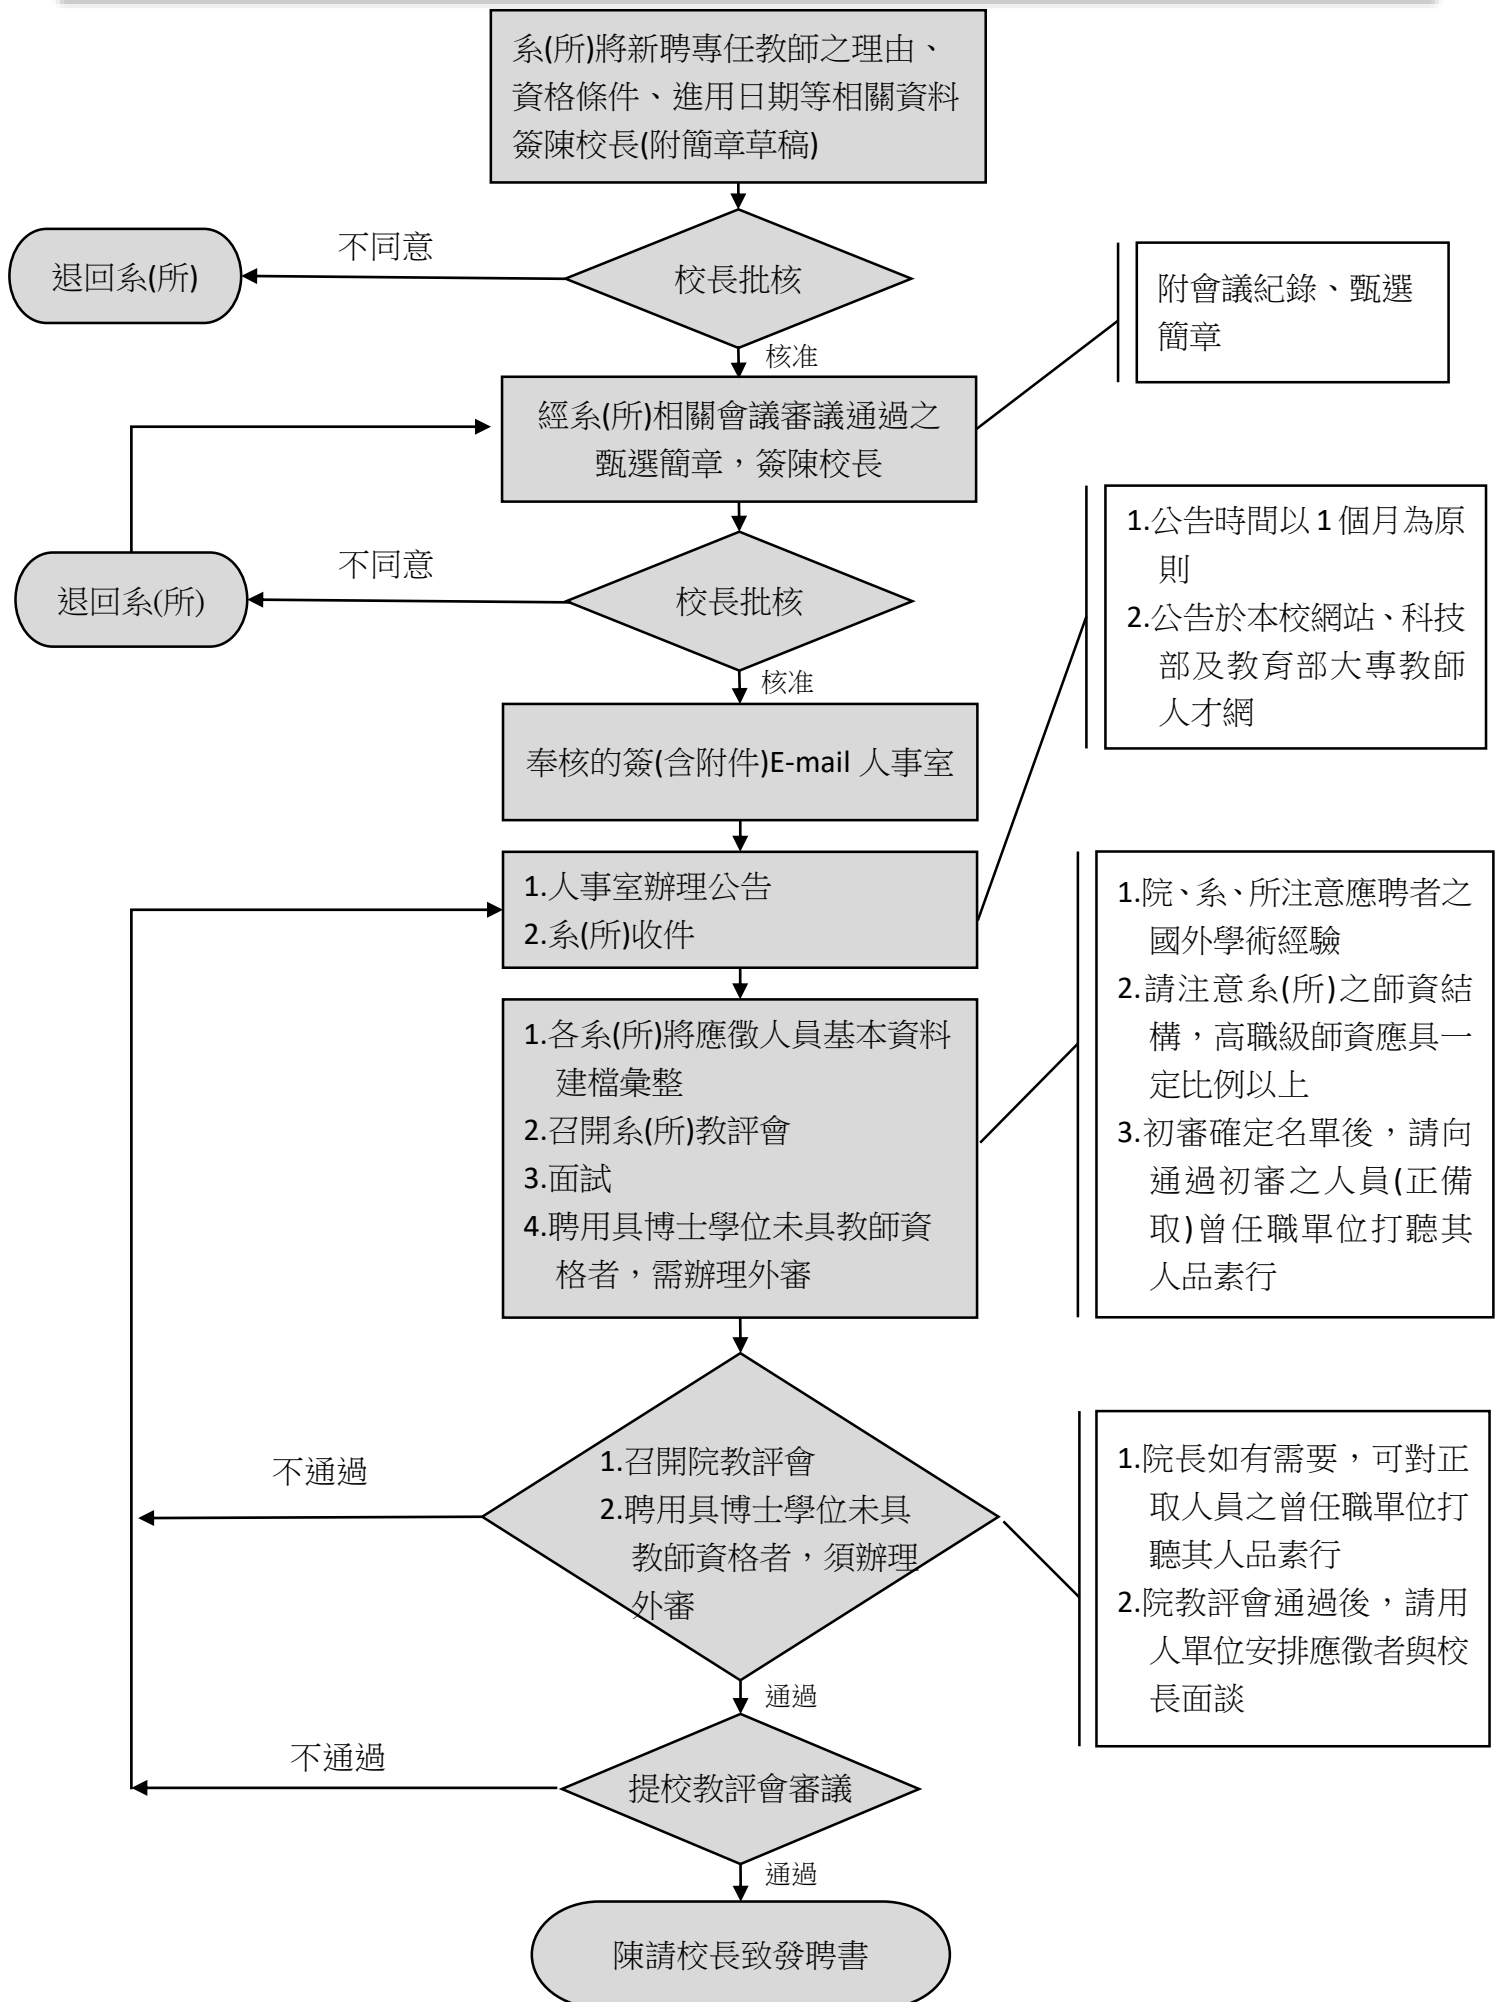 系(所)將新聘專任教師之理由、
資格條件、進用日期等相關資料
簽陳校長(附簡章草稿)
不同意
退回系(所)
校長批核
附會議紀錄、甄選
簡章
核准
經系(所)相關會議審議通過之
甄選簡章，簽陳校長
1.公告時間以 1 個月為原
則
2.公告於本校網站、科技
部及教育部大專教師
人才網
不同意
退回系(所)
校長批核
核准
奉核的簽(含附件)E-mail 人事室
1.人事室辦理公告
2.系(所)收件
1.院、系、所注意應聘者之
國外學術經驗
2.請注意系(所)之師資結
構，高職級師資應具一
定比例以上
3.初審確定名單後，請向
通過初審之人員(正備
取)曾任職單位打聽其
人品素行
1.各系(所)將應徵人員基本資料
建檔彙整
2.召開系(所)教評會
3.面試
4.聘用具博士學位未具教師資
格者，需辦理外審
不通過
1.召開院教評會
2.聘用具博士學位未具
教師資格者，須辦理
外審
1.院長如有需要，可對正
取人員之曾任職單位打
聽其人品素行
2.院教評會通過後，請用
人單位安排應徵者與校
長面談
通過
不通過
提校教評會審議
通過
陳請校長致發聘書